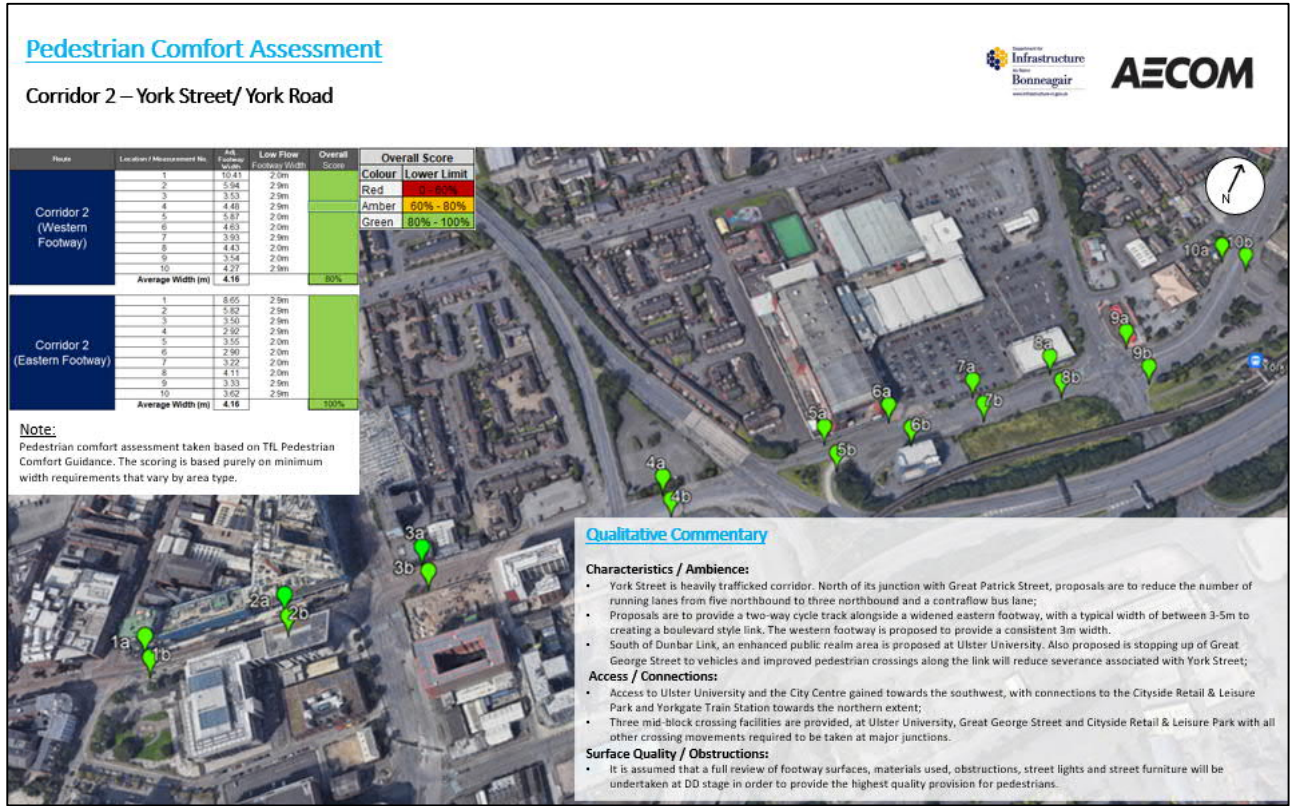 Pedestrian Comfort Assessment
Corridor 2 – York Street/ York Road
Department for
Infrastructure
An Roinn
Bonneagair
www.infrastructure-ni.gov.uk
AECOM
Route Location / Measurement No. Adj. Footway Width Low Flow Footway Width Overall Score
Corridor 2 (Western Footway)
1 10.41 2.0m
2 5.94 2.9m
3 3.53 2.9m
4 4.48 2.9m
5 5.87 2.0m
6 4.63 2.0m
7 3.93 2.9m
8 4.43 2.0m
9 3.54 2.0m
10 4.27 2.9m
Average Width (m) 4.16 80%
Corridor 2 (Eastern Footway)
1 8.65 2.9m
2 5.82 2.9m
3 3.50 2.9m
4 2.92 2.9m
5 3.55 2.0m
6 2.90 2.0m
7 3.22 2.0m
8 4.11 2.0m
9 3.33 2.9m
10 3.62 2.9m
Average Width (m) 4.16 100%
Overall Score
Colour Lower Limit
Red 0 - 60%
Amber 60% - 80%
Green 80% - 100%
Note:
Pedestrian comfort assessment taken based on TfL Pedestrian
Comfort Guidance. The scoring is based purely on minimum
width requirements that vary by area type.
N
10a 10b
9a
9b
8a
8b
7a
7b
6a
6b
5a
5b
4a
4b
3a
3b
2a
2b
1a
1b
Qualitative Commentary
Characteristics / Ambience:
• York Street is heavily trafficked corridor. North of its junction with Great Patrick Street, proposals are to reduce the number of
running lanes from five northbound to three northbound and a contraflow bus lane;
• Proposals are to provide a two-way cycle track alongside a widened eastern footway, with a typical width of between 3-5m to
creating a boulevard style link. The western footway is proposed to provide a consistent 3m width.
• South of Dunbar Link, an enhanced public realm area is proposed at Ulster University. Also proposed is stopping up of Great
George Street to vehicles and improved pedestrian crossings along the link will reduce severance associated with York Street;
Access / Connections:
• Access to Ulster University and the City Centre gained towards the southwest, with connections to the Cityside Retail & Leisure
Park and Yorkgate Train Station towards the northern extent;
• Three mid-block crossing facilities are provided, at Ulster University, Great George Street and Cityside Retail & Leisure Park with all
other crossing movements required to be taken at major junctions.
Surface Quality / Obstructions:
• It is assumed that a full review of footway surfaces, materials used, obstructions, street lights and street furniture will be
undertaken at DD stage in order to provide the highest quality provision for pedestrians.